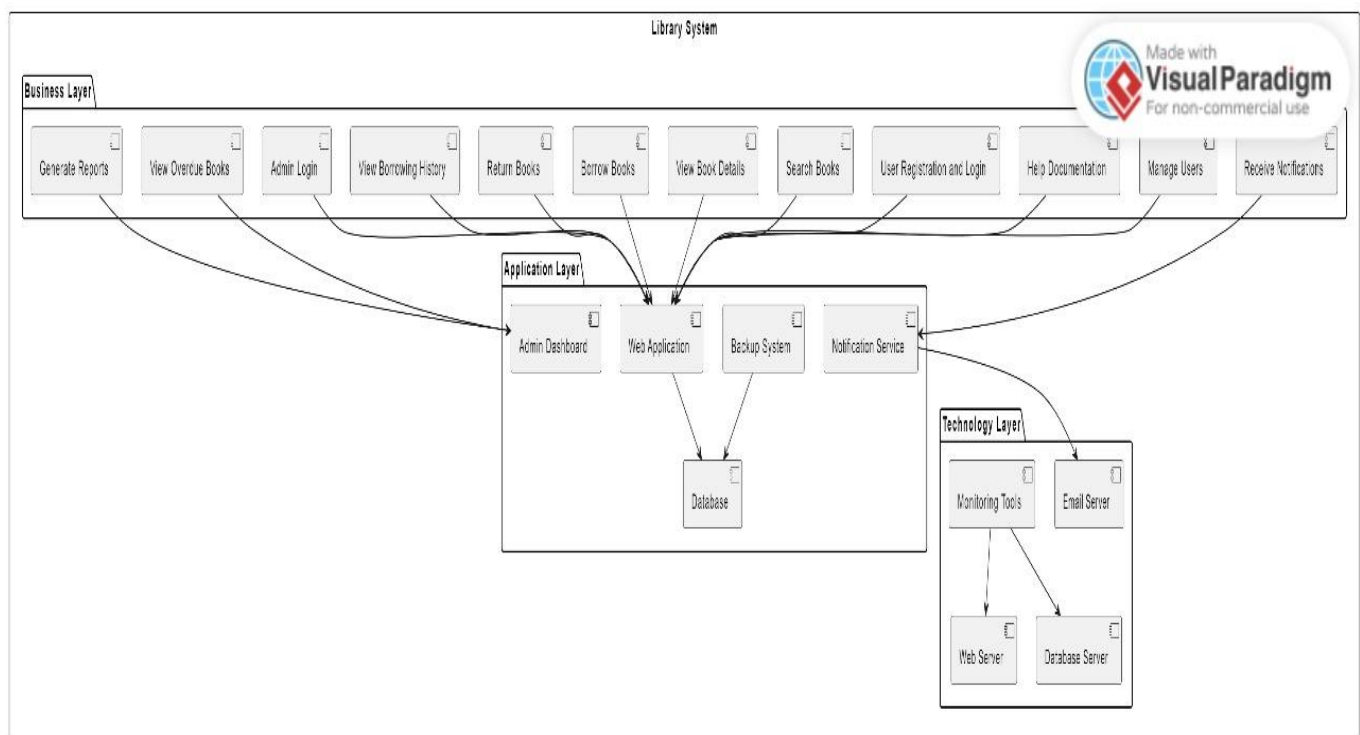 Library System
Made with
Visual Paradigm
For non-commercial use
Business Layer
Generate Reports
View Overdue Books
Admin Login
View Borrowing History
Return Books
Borrow Books
View Book Details
Search Books
User Registration and Login
Help Documentation
Manage Users
Receive Notifications
Application Layer
Admin Dashboard
Web Application
Backup System
Notification Service
Database
Technology Layer
Monitoring Tools
Email Server
Web Server
Database Server